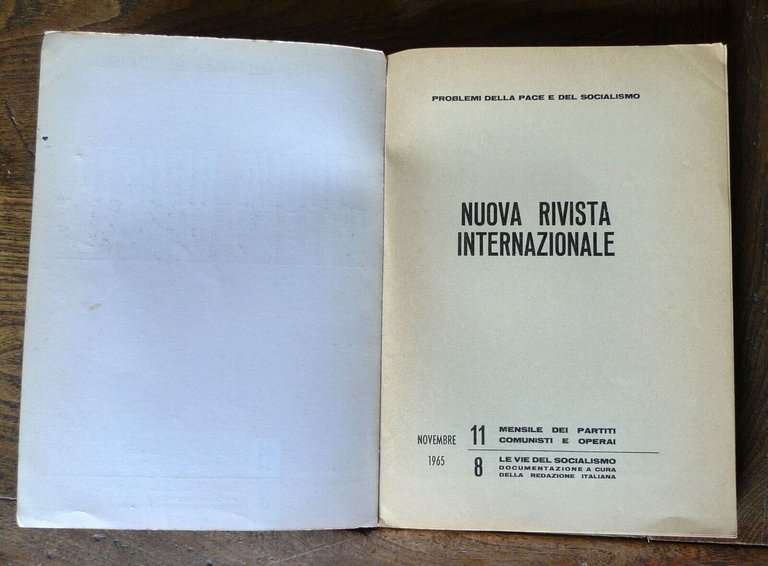 PROBLEMI DELLA PACE E DEL SOCIALISMO
NUOVA RIVISTA
INTERNAZIONALE
NOVEMBRE
1965
11
MENSILE DEI PARTITI
COMUNISTI E OPERAI
8
LE VIE DEL SOCIALISMO
DOCUMENTAZIONE A CURA
DELLA REDAZIONE ITALIANA